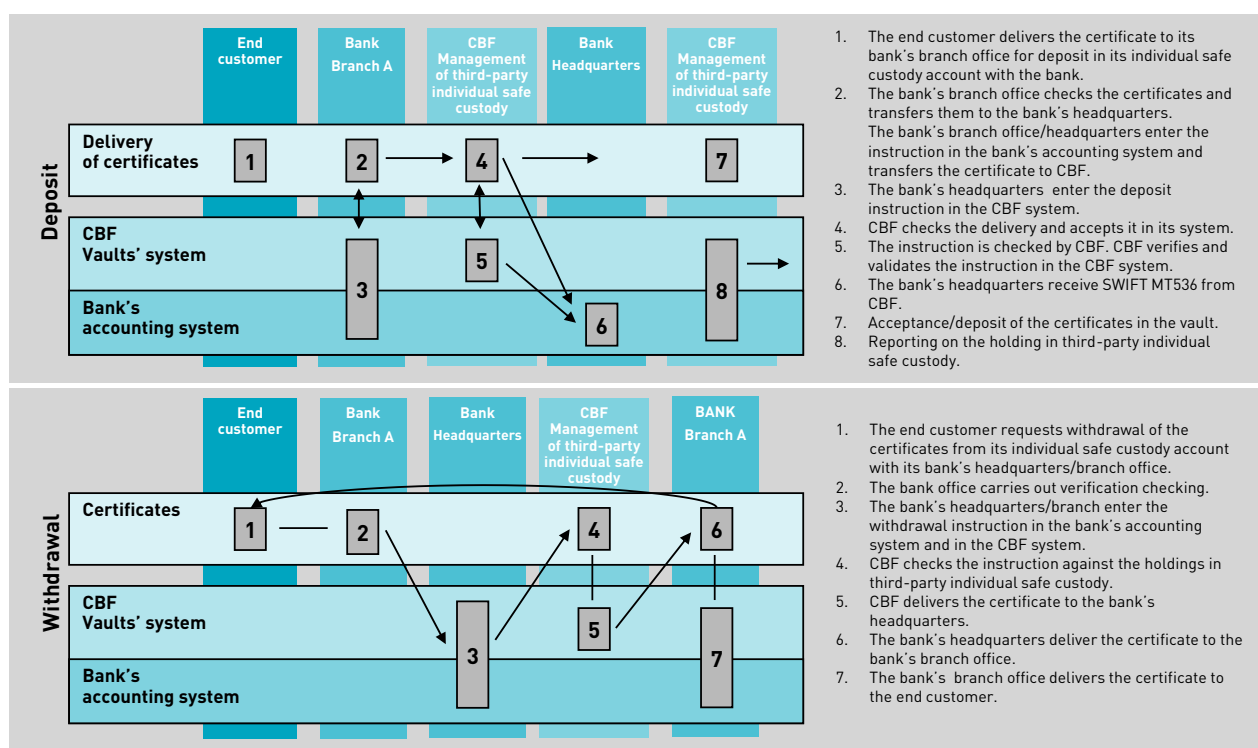 End
customer
Bank
Branch A
CBF
Management
of third-party
individual safe
custody
Bank
Headquarters
CBF
Management
of third-party
individual safe
custody
Deposit
Delivery
of certificates
1
2
4
7
CBF
Vaults' system
3
5
8
Bank's
accounting system
6
1. The end customer delivers the certificate to its
bank's branch office for deposit in its individual safe
custody account with the bank.
2. The bank's branch office checks the certificates and
transfers them to the bank's headquarters.
The bank's branch office/headquarters enter the
instruction in the bank's accounting system and
transfers the certificate to CBF.
3. The bank's headquarters enter the deposit
instruction in the CBF system.
4. CBF checks the delivery and accepts it in its system.
5. The instruction is checked by CBF. CBF verifies and
validates the instruction in the CBF system.
6. The bank's headquarters receive SWIFT MT536 from
CBF.
7. Acceptance/deposit of the certificates in the vault.
8. Reporting on the holding in third-party individual
safe custody.
End
customer
Bank
Branch A
Bank
Headquarters
CBF
Management
of third-party
individual safe
custody
BANK
Branch A
Withdrawal
Certificates
1
2
4
6
CBF
Vaults' system
3
5
7
Bank's
accounting system
1. The end customer requests withdrawal of the
certificates from its individual safe custody account
with its bank's headquarters/branch office.
2. The bank office carries out verification checking.
3. The bank's headquarters/branch enter the
withdrawal instruction in the bank's accounting
system and in the CBF system.
4. CBF checks the instruction against the holdings in
third-party individual safe custody.
5. CBF delivers the certificate to the bank's
headquarters.
6. The bank's headquarters deliver the certificate to the
bank's branch office.
7. The bank's branch office delivers the certificate to
the end customer.